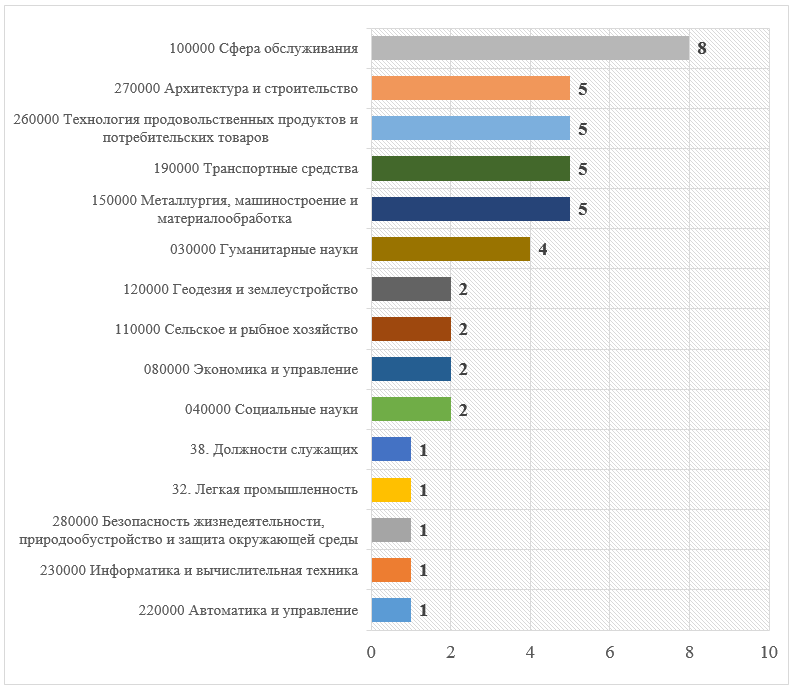 100000 Сфера обслуживания
8
270000 Архитектура и строительство
5
260000 Технология продовольственных продуктов и
потребительских товаров
5
190000 Транспортные средства
5
150000 Металлургия, машиностроение и
материалообработка
5
030000 Гуманитарные науки
4
120000 Геодезия и землеустройство
2
110000 Сельское и рыбное хозяйство
2
080000 Экономика и управление
2
040000 Социальные науки
2
38. Должности служащих
1
32. Легкая промышленность
1
280000 Безопасность жизнедеятельности,
природообустройство и защита окружающей среды
1
230000 Информатика и вычислительная техника
1
220000 Автоматика и управление
1
0 2 4 6 8 10